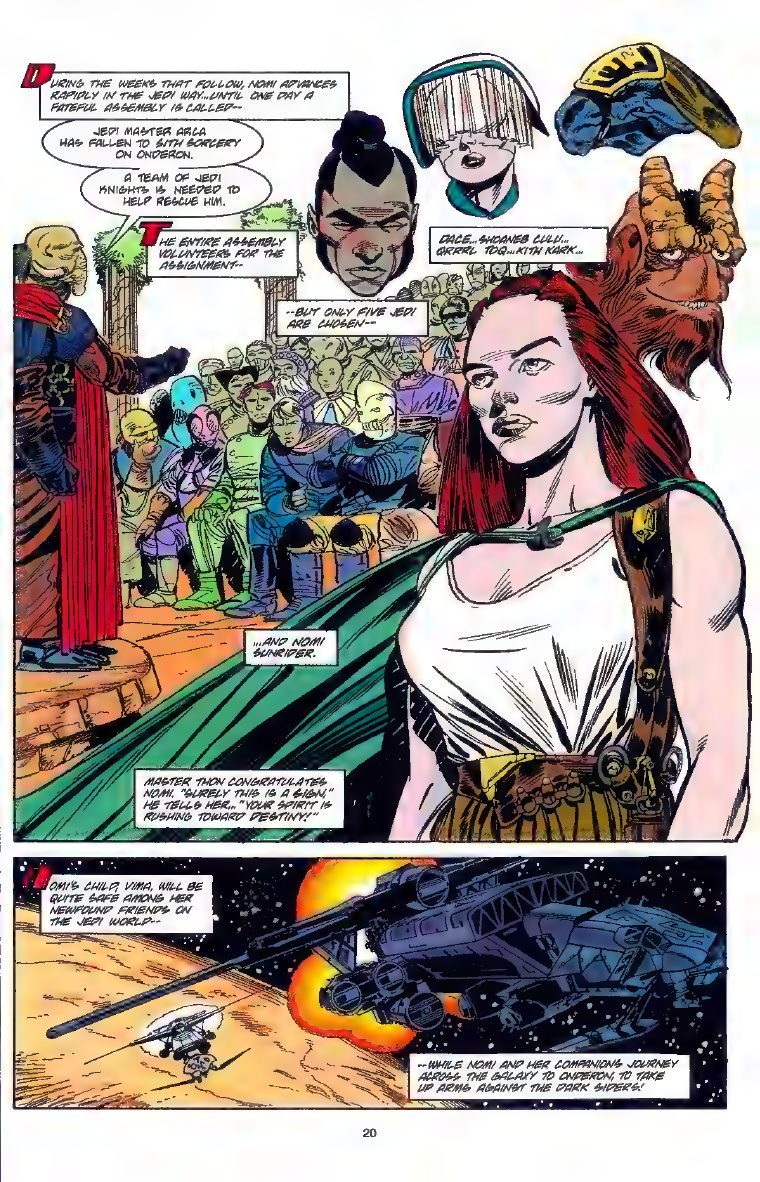 DURING THE WEEKS THAT FOLLOW, NOMI ADVANCES
RAPIDLY IN THE JEDI WAY...UNTIL ONE DAY A
FATEFUL ASSEMBLY IS CALLED--
JEDI MASTER ARCA
HAS FALLEN TO SITH SORCERY
ON ONDERON.
A TEAM OF JEDI
KNIGHTS IS NEEDED TO
HELP RESCUE HIM.
THE ENTIRE ASSEMBLY
VOLUNTEERS FOR THE
ASSIGNMENT--
--BUT ONLY FIVE JEDI
ARE CHOSEN--
DACE...SHOANEB CULU...
QRRRL TOQ...KITH KARK...
...AND NOMI
SUNRIDER.
MASTER THON CONGRATULATES
NOMI. "SURELY THIS IS A SIGN,"
HE TELLS HER... "YOUR SPIRIT IS
RUSHING TOWARD DESTINY!"
NOMI'S CHILD, VIMA, WILL BE
QUITE SAFE AMONG HER
NEWFOUND FRIENDS ON
THE JEDI WORLD--
--WHILE NOMI AND HER COMPANIONS JOURNEY
ACROSS THE GALAXY TO ONDERON, TO TAKE
UP ARMS AGAINST THE DARK SIDERS!
20